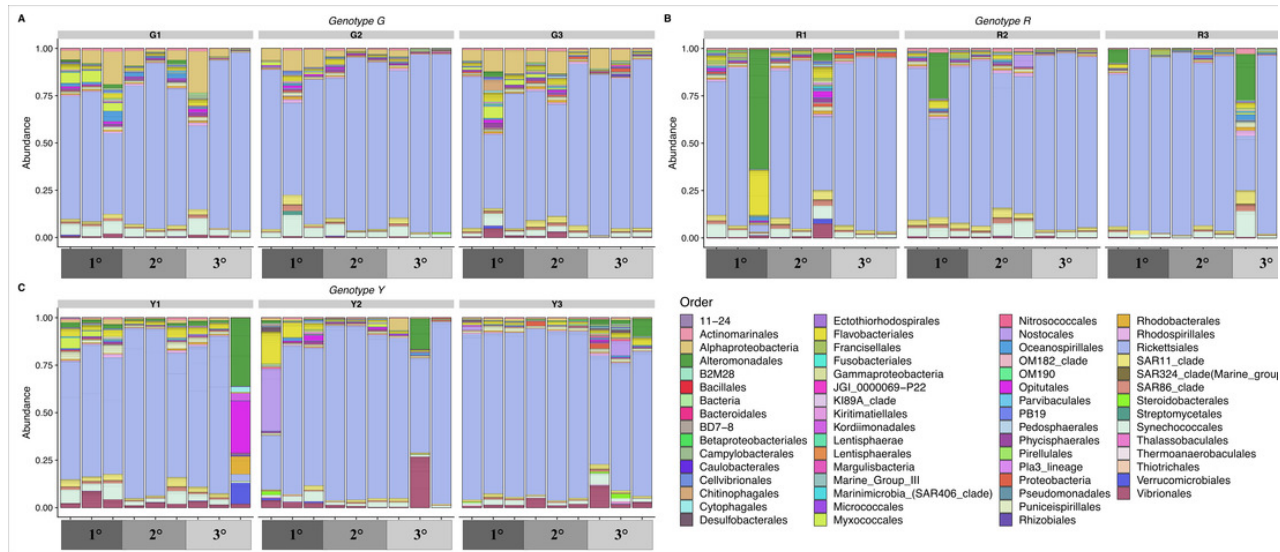 A
Genotype G
G1
G2
G3
Abundance
1.00
0.75
0.50
0.25
0.00
1°
2°
3°
1°
2°
3°
1°
2°
3°
B
Genotype R
R1
R2
R3
Abundance
1.00
0.75
0.50
0.25
0.00
1°
2°
3°
1°
2°
3°
1°
2°
3°
C
Genotype Y
Y1
Y2
Y3
Abundance
1.00
0.75
0.50
0.25
0.00
1°
2°
3°
1°
2°
3°
1°
2°
3°
Order
11-24
Actinomarinales
Alphaproteobacteria
Alteromonadales
B2M28
Bacillales
Bacteria
Bacteroidales
BD7-8
Betaproteobacteriales
Campylobacterales
Caulobacterales
Cellvibrionales
Chitinophagales
Cytophagales
Desulfobacterales
Ectothiorhodospirales
Flavobacteriales
Francisellales
Fusobacteriales
Gammaproteobacteria
JGI_0000069-P22
KI89A_clade
Kiritimatiellales
Kordiimonadales
Lentisphaerae
Lentisphaerales
Margulisbacteria
Marine_Group_III
Marinimicrobia_(SAR406_clade)
Micrococcales
Myxococcales
Nitrosococcales
Nostocales
Oceanospirillales
OM182_clade
OM190
Opitutales
Parvibaculales
PB19
Pedosphaerales
Phycisphaerales
Pirellulales
Pla3_lineage
Proteobacteria
Pseudomonadales
Puniceispirillales
Rhizobiales
Rhodobacterales
Rhodospirillales
Rickettsiales
SAR11_clade
SAR324_clade(Marine_group
SAR86_clade
Steroidobacterales
Streptomycetales
Synechococcales
Thalassobaculales
Thermoanaerobaculales
Thiotrichales
Verrucomicrobiales
Vibrionales